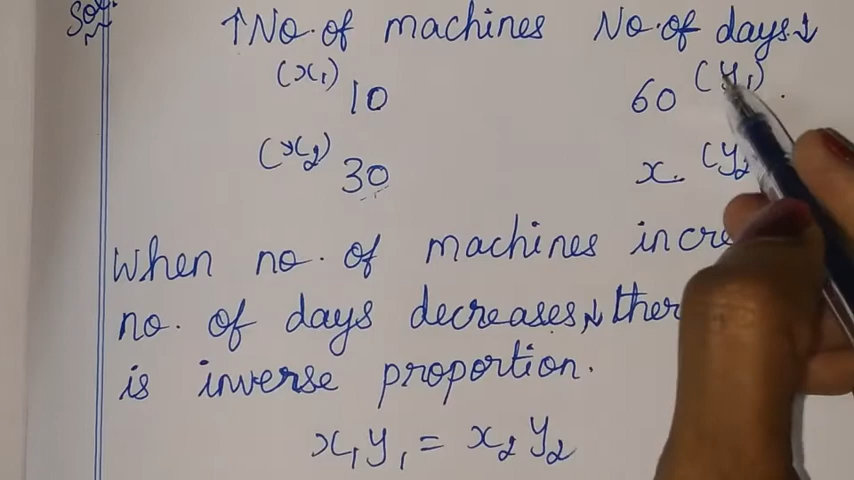 Sol:
↑No. of machines No. of days↓
(x₁) 10 60 (y₁)
(x₂) 30 x. (y₂
When no. of machines incre
no. of days decreases↓ ther
is inverse proportion.
x₁y₁ = x₂y₂